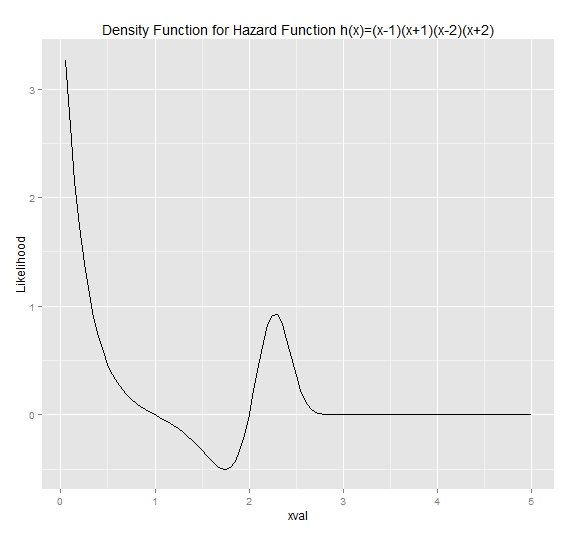 Density Function for Hazard Function h(x)=(x-1)(x+1)(x-2)(x+2)
Likelihood
3
2
1
0
0 1 2 3 4 5
xval